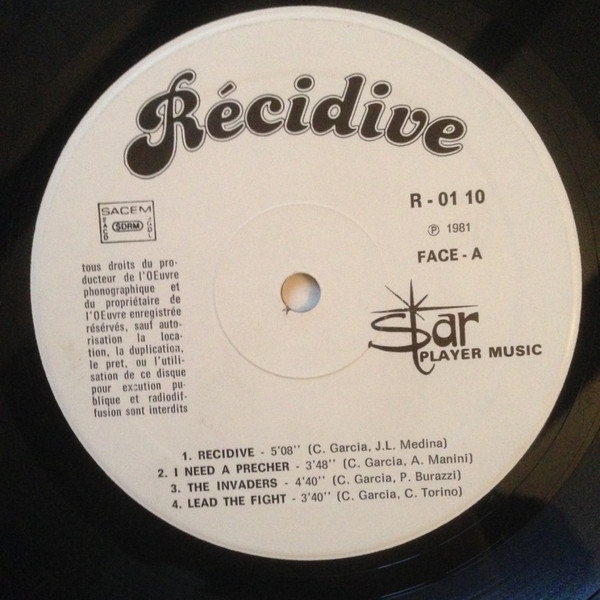 Récidive
R - 01 10
℗ 1981
FACE - A
SACEM
SACD
SDRM
SGDL
tous droits du pro-
ducteur de l'OEuvre
phonographique et
du propriétaire de
l'OEuvre enregistrée
réservés, sauf auto-
risation la loca-
tion, la duplication,
le pret, ou l'utili-
sation de ce disque
pour excution pu-
blique et radiodif-
fusion sont interdits
Star
PLAYER MUSIC
1. RECIDIVE - 5'08'' (C. Garcia, J.L. Medina)
2. I NEED A PRECHER - 3'48'' (C. Garcia, A. Manini)
3. THE INVADERS - 4'40'' (C. Garcia, P. Burazzi)
4. LEAD THE FIGHT - 3'40'' (C. Garcia, C. Torino)